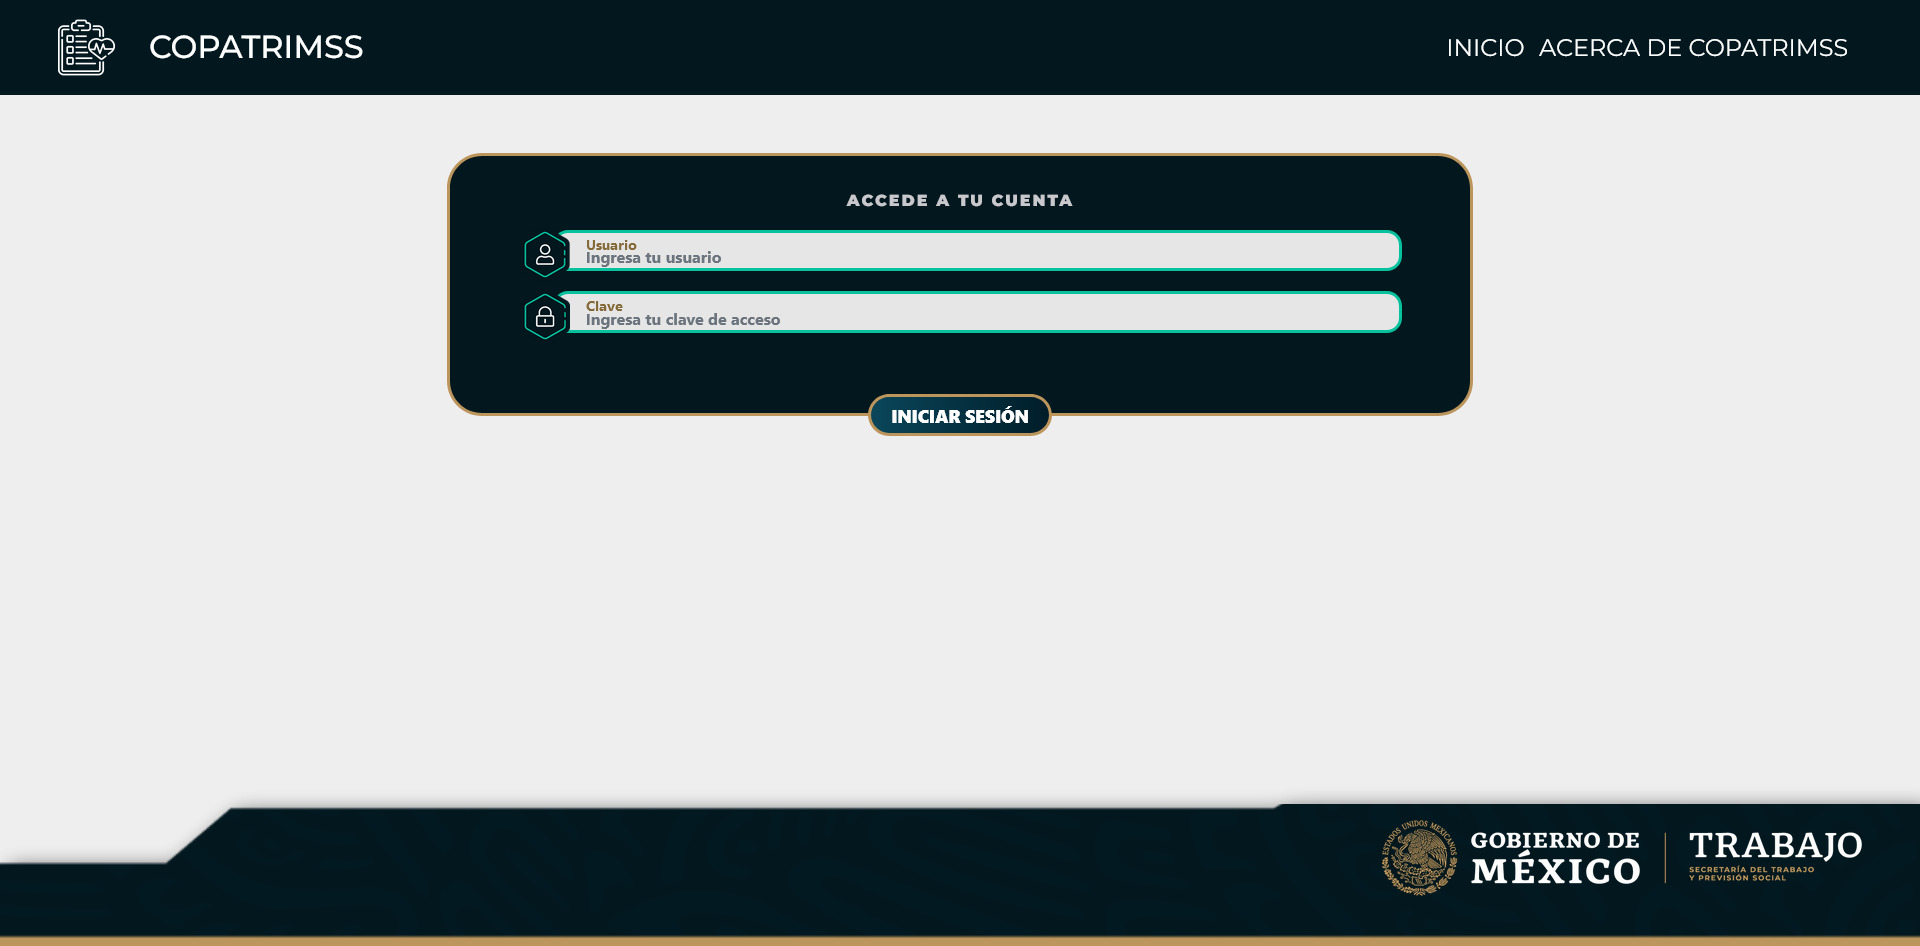 COPATRIMSS
INICIO ACERCA DE COPATRIMSS
ACCEDE A TU CUENTA
Usuario
Ingresa tu usuario
Clave
Ingresa tu clave de acceso
INICIAR SESIÓN
ESTADOS UNIDOS MEXICANOS
GOBIERNO DE
MÉXICO
TRABAJO
SECRETARÍA DEL TRABAJO
Y PREVISIÓN SOCIAL